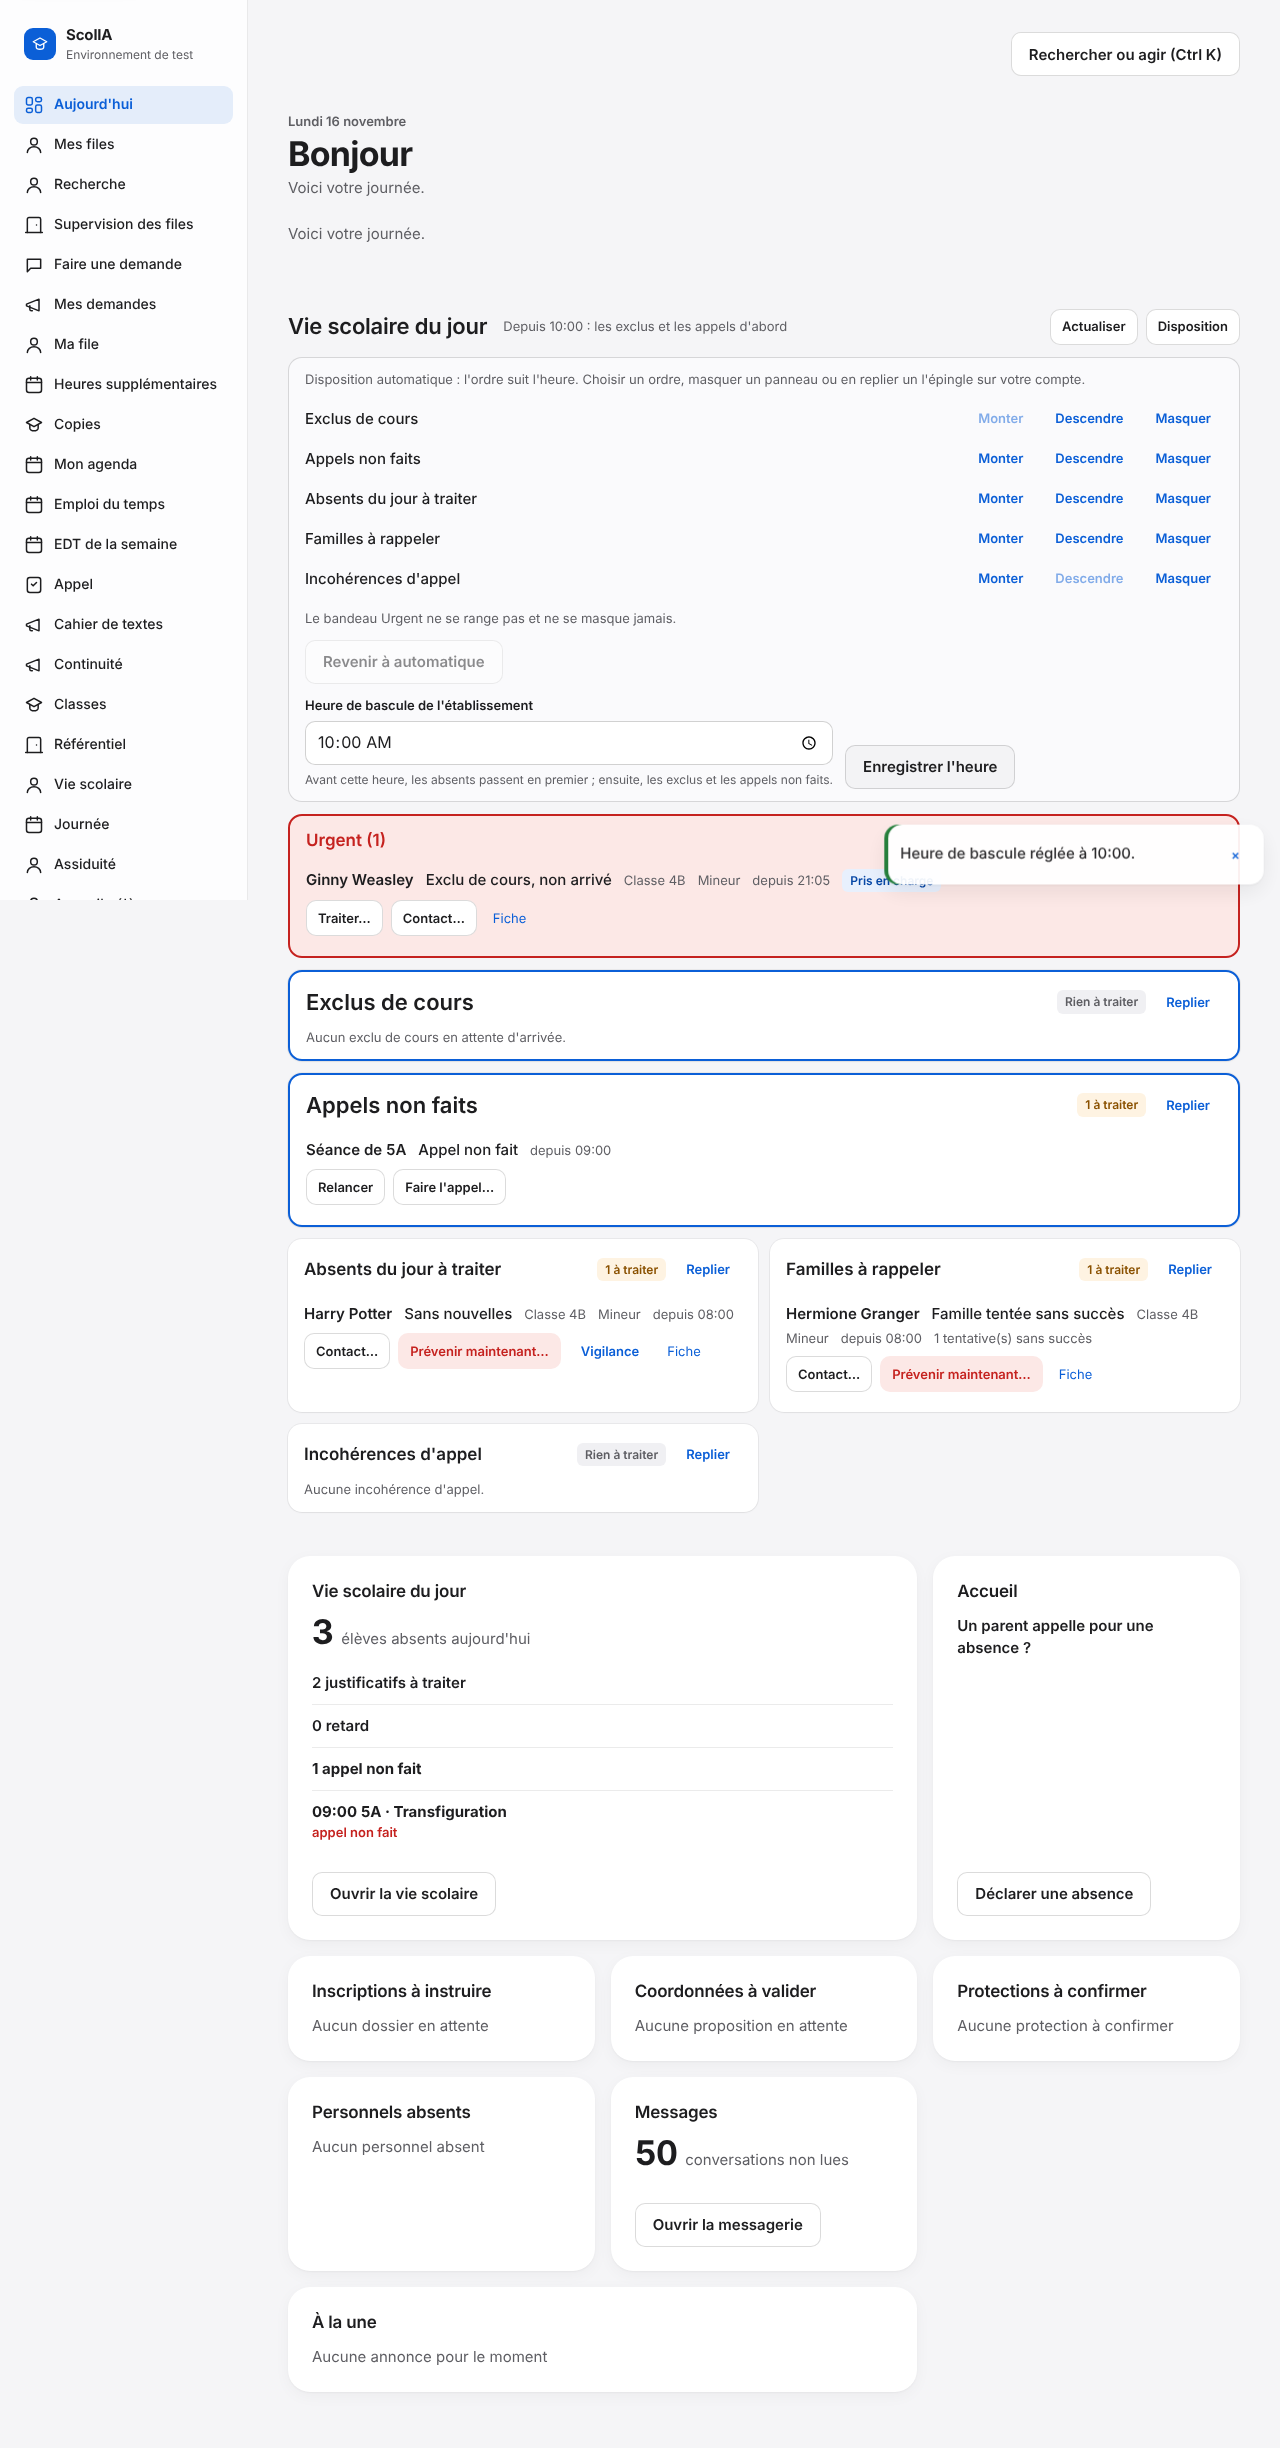 ScolIA
Environnement de test
Aujourd'hui
Mes files
Recherche
Supervision des files
Faire une demande
Mes demandes
Ma file
Heures supplémentaires
Copies
Mon agenda
Emploi du temps
EDT de la semaine
Appel
Cahier de textes
Continuité
Classes
Référentiel
Vie scolaire
Journée
Assiduité
Rechercher ou agir (Ctrl K)
Lundi 16 novembre
Bonjour
Voici votre journée.
Voici votre journée.
Vie scolaire du jour Depuis 10:00 : les exclus et les appels d'abord Actualiser Disposition
Disposition automatique : l'ordre suit l'heure. Choisir un ordre, masquer un panneau ou en replier un l'épingle sur votre compte.
Exclus de cours Monter Descendre Masquer
Appels non faits Monter Descendre Masquer
Absents du jour à traiter Monter Descendre Masquer
Familles à rappeler Monter Descendre Masquer
Incohérences d'appel Monter Descendre Masquer
Le bandeau Urgent ne se range pas et ne se masque jamais.
Revenir à automatique
Heure de bascule de l'établissement
10:00 AM
Enregistrer l'heure
Avant cette heure, les absents passent en premier ; ensuite, les exclus et les appels non faits.
Urgent (1)
Heure de bascule réglée à 10:00. ×
Ginny Weasley Exclu de cours, non arrivé Classe 4B Mineur depuis 21:05 Pris en charge
Traiter... Contact... Fiche
Exclus de cours Rien à traiter Replier
Aucun exclu de cours en attente d'arrivée.
Appels non faits 1 à traiter Replier
Séance de 5A Appel non fait depuis 09:00
Relancer Faire l'appel...
Absents du jour à traiter 1 à traiter Replier
Harry Potter Sans nouvelles Classe 4B Mineur depuis 08:00
Contact... Prévenir maintenant... Vigilance Fiche
Familles à rappeler 1 à traiter Replier
Hermione Granger Famille tentée sans succès Classe 4B
Mineur depuis 08:00 1 tentative(s) sans succès
Contact... Prévenir maintenant... Fiche
Incohérences d'appel Rien à traiter Replier
Aucune incohérence d'appel.
Vie scolaire du jour
3 élèves absents aujourd'hui
2 justificatifs à traiter
0 retard
1 appel non fait
09:00 5A · Transfiguration
appel non fait
Ouvrir la vie scolaire
Accueil
Un parent appelle pour une
absence ?
Déclarer une absence
Inscriptions à instruire
Aucun dossier en attente
Coordonnées à valider
Aucune proposition en attente
Protections à confirmer
Aucune protection à confirmer
Personnels absents
Aucun personnel absent
Messages
50 conversations non lues
Ouvrir la messagerie
À la une
Aucune annonce pour le moment